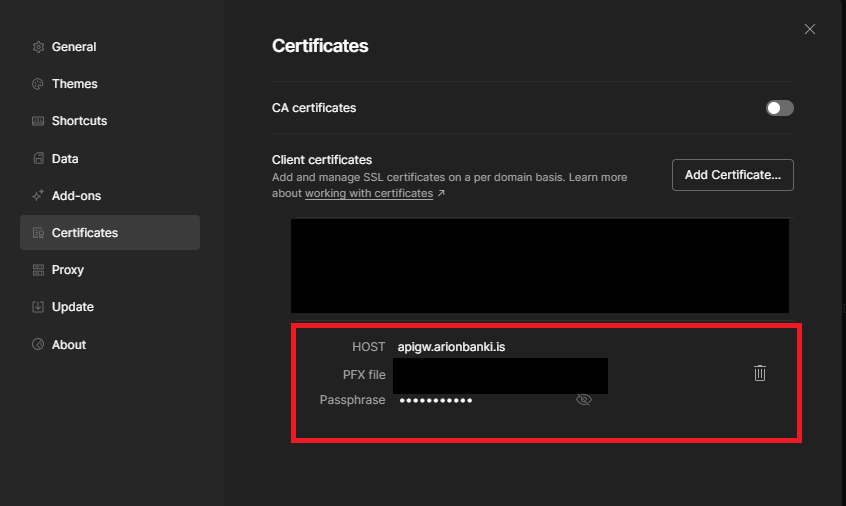 General
Themes
Shortcuts
Data
Add-ons
Certificates
Proxy
Update
About
Certificates
CA certificates
Client certificates
Add and manage SSL certificates on a per domain basis. Learn more
about working with certificates ↗
Add Certificate...
HOST apigw.arionbanki.is
PFX file
Passphrase •••••••••••